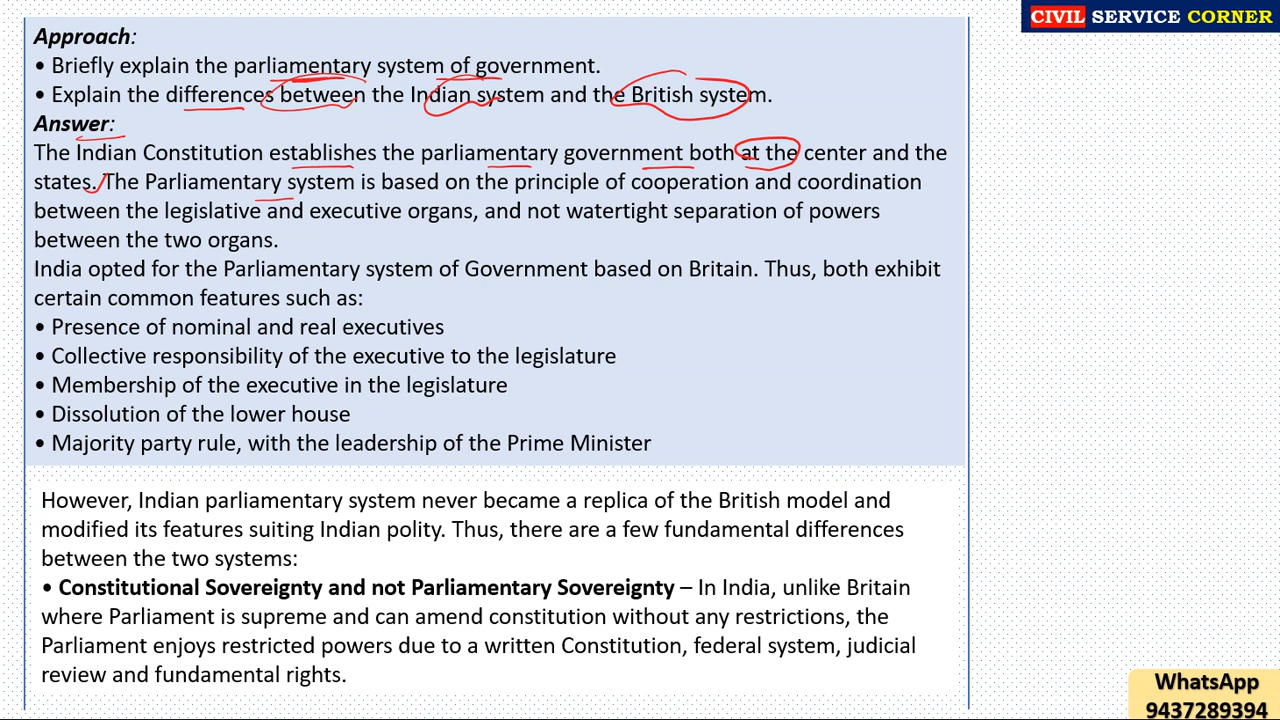 CIVIL SERVICE CORNER
Approach:
• Briefly explain the parliamentary system of government.
• Explain the differences between the Indian system and the British system.
Answer:
The Indian Constitution establishes the parliamentary government both at the center and the
states. The Parliamentary system is based on the principle of cooperation and coordination
between the legislative and executive organs, and not watertight separation of powers
between the two organs.
India opted for the Parliamentary system of Government based on Britain. Thus, both exhibit
certain common features such as:
• Presence of nominal and real executives
• Collective responsibility of the executive to the legislature
• Membership of the executive in the legislature
• Dissolution of the lower house
• Majority party rule, with the leadership of the Prime Minister
However, Indian parliamentary system never became a replica of the British model and
modified its features suiting Indian polity. Thus, there are a few fundamental differences
between the two systems:
• Constitutional Sovereignty and not Parliamentary Sovereignty – In India, unlike Britain
where Parliament is supreme and can amend constitution without any restrictions, the
Parliament enjoys restricted powers due to a written Constitution, federal system, judicial
review and fundamental rights.
WhatsApp
9437289394